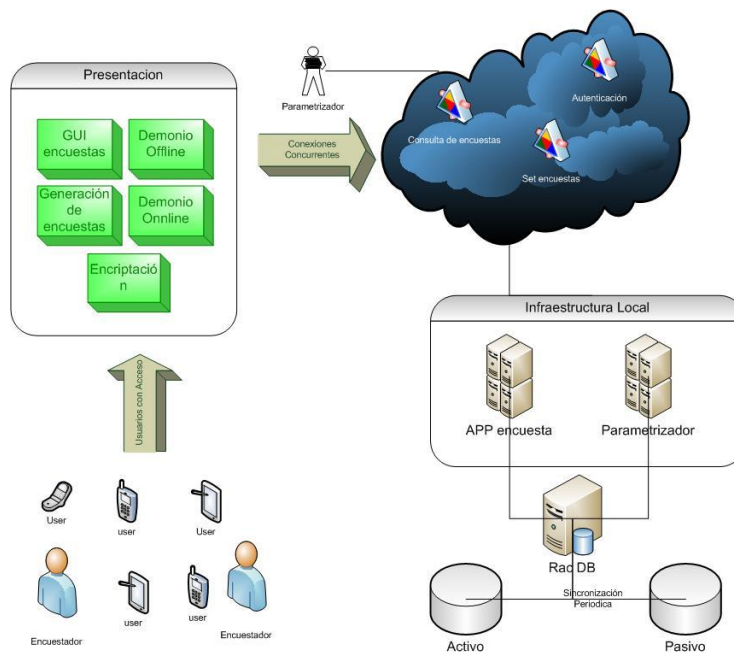 Presentacion
GUI
encuestas
Demonio
Offline
Generación
de
encuestas
Demonio
Onnline
Encriptació
n
Parametrizador
Conexiones
Concurrentes
Autenticación
Consulta de encuestas
Set encuestas
Usuarios con Acceso
User
user
User
Encuestador
user
user
Encuestador
Infraestructura Local
APP encuesta
Parametrizador
Rac DB
Sincronización
Periodica
Activo
Pasivo